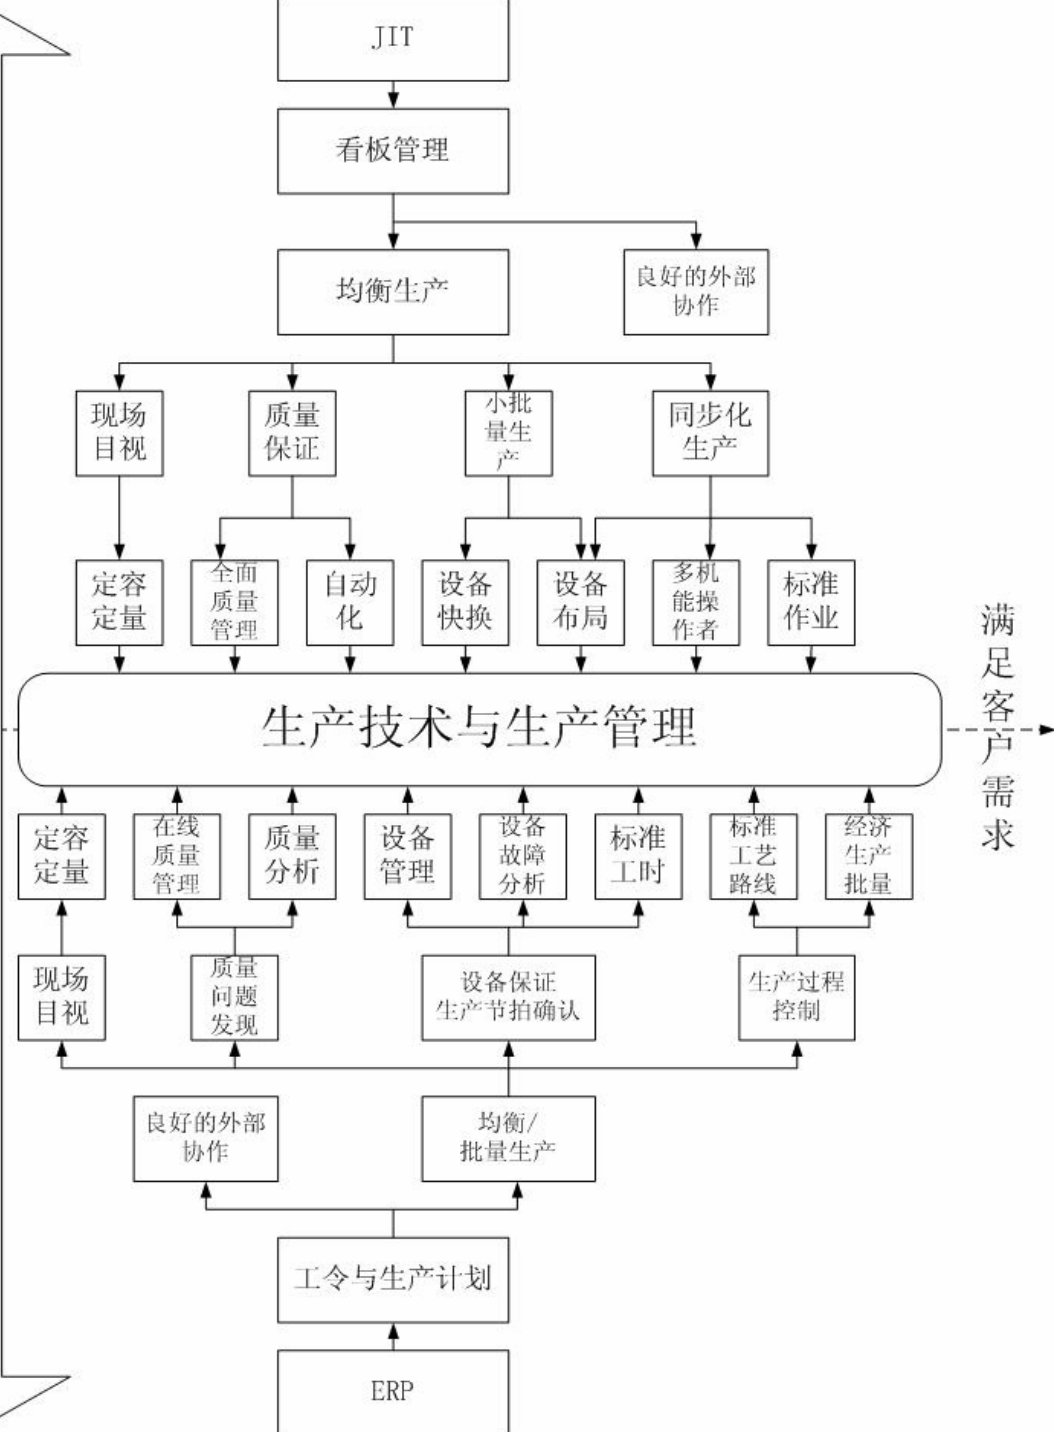 JIT
看板管理
均衡生产
良好的外部
协作
现场
目视
质量
保证
小批
量生
产
同步化
生产
定容
定量
全面
质量
管理
自动
化
设备
快换
设备
布局
多机
能操
作者
标准
作业
生产技术与生产管理
满
足
客
户
需
求
定容
定量
在线
质量
管理
质量
分析
设备
管理
设备
故障
分析
标准
工时
标准
工艺
路线
经济
生产
批量
现场
目视
质量
问题
发现
设备保证
生产节拍确认
生产过程
控制
良好的外部
协作
均衡/
批量生产
工令与生产计划
ERP